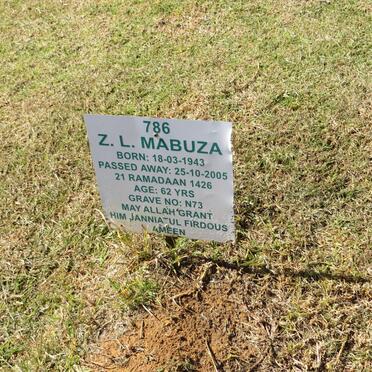 786
Z. L. MABUZA
BORN: 18-03-1943
PASSED AWAY: 25-10-2005
21 RAMADAAN 1426
AGE: 62 YRS
GRAVE NO: N73
MAY ALLAH GRANT
HIM JANNIA-UL FIRDOUS
AMEEN